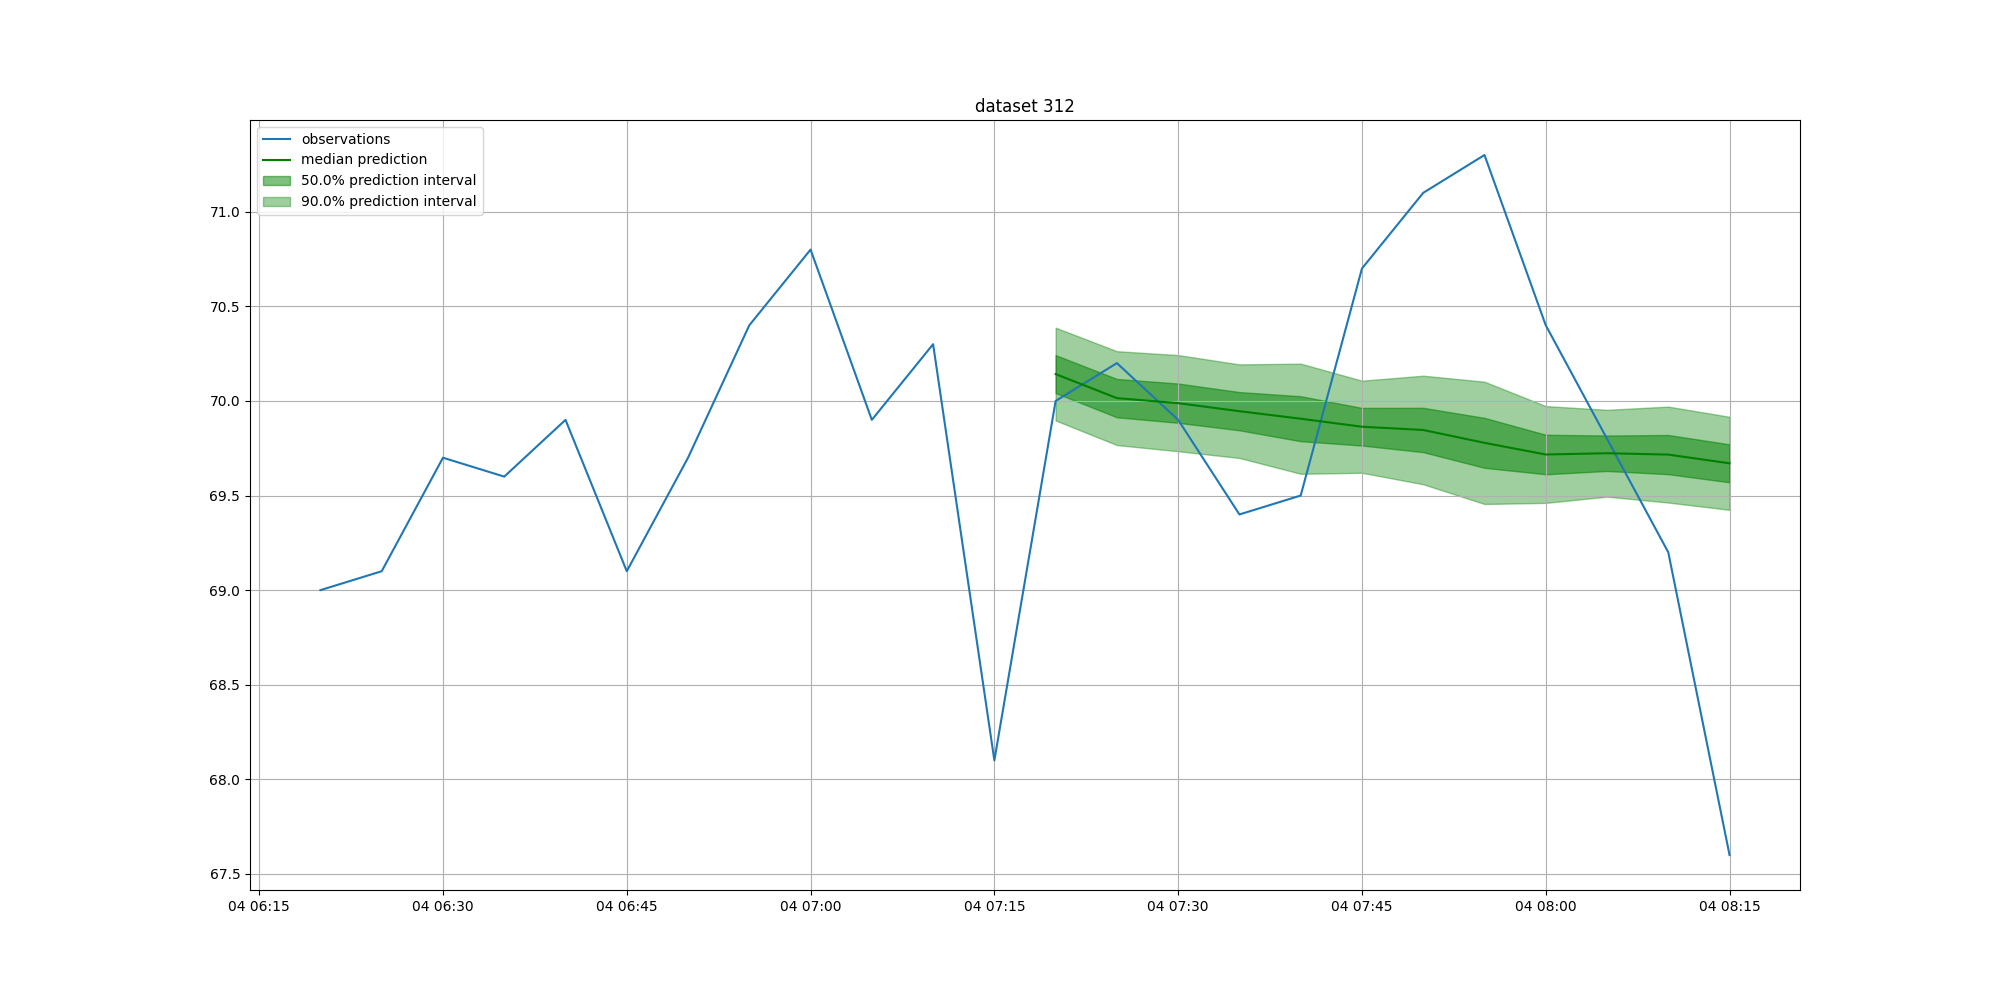 dataset 312
observations
median prediction
50.0% prediction interval
90.0% prediction interval
71.0
70.5
70.0
69.5
69.0
68.5
68.0
67.5
04 06:15 04 06:30 04 06:45 04 07:00 04 07:15 04 07:30 04 07:45 04 08:00 04 08:15